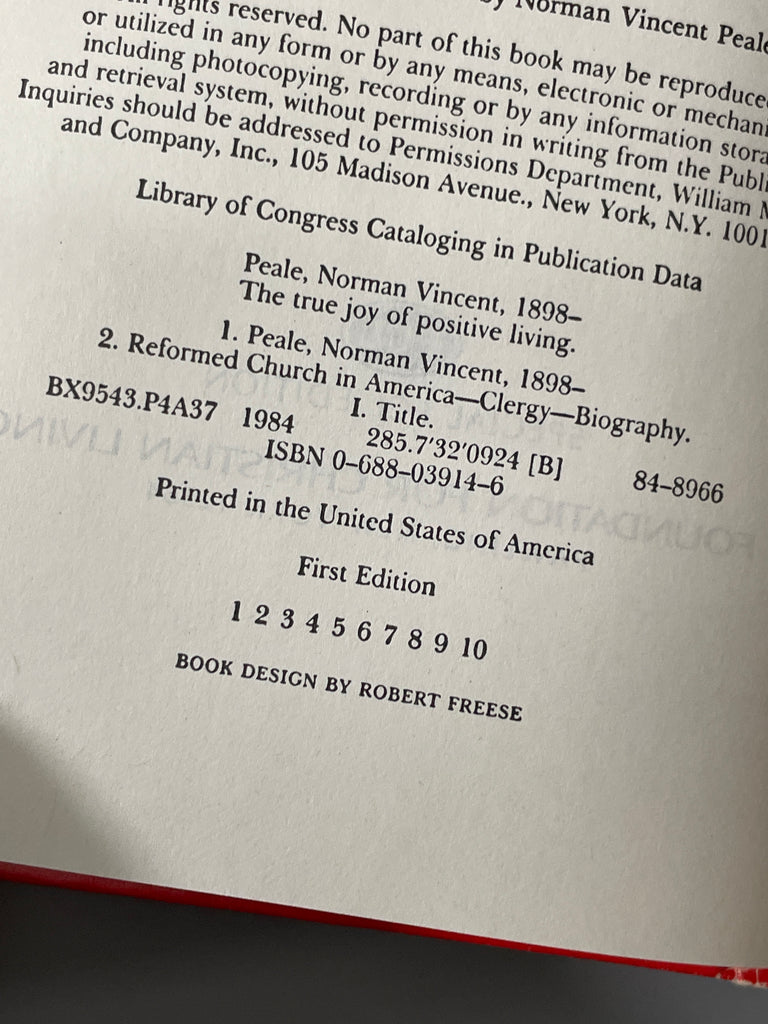 Norman Vincent Peale
rights reserved. No part of this book may be reproduce
or utilized in any form or by any means, electronic or mechani
including photocopying, recording or by any information stora
and retrieval system, without permission in writing from the Publi
Inquiries should be addressed to Permissions Department, William M
and Company, Inc., 105 Madison Avenue., New York, N.Y. 1001
Library of Congress Cataloging in Publication Data
Peale, Norman Vincent, 1898–
The true joy of positive living.
1. Peale, Norman Vincent, 1898–
2. Reformed Church in America—Clergy—Biography.
I. Title.
BX9543.P4A37 1984 285.7′32′0924 [B] 84–8966
ISBN 0–688–03914–6
Printed in the United States of America
First Edition
1 2 3 4 5 6 7 8 9 10
BOOK DESIGN BY ROBERT FREESE